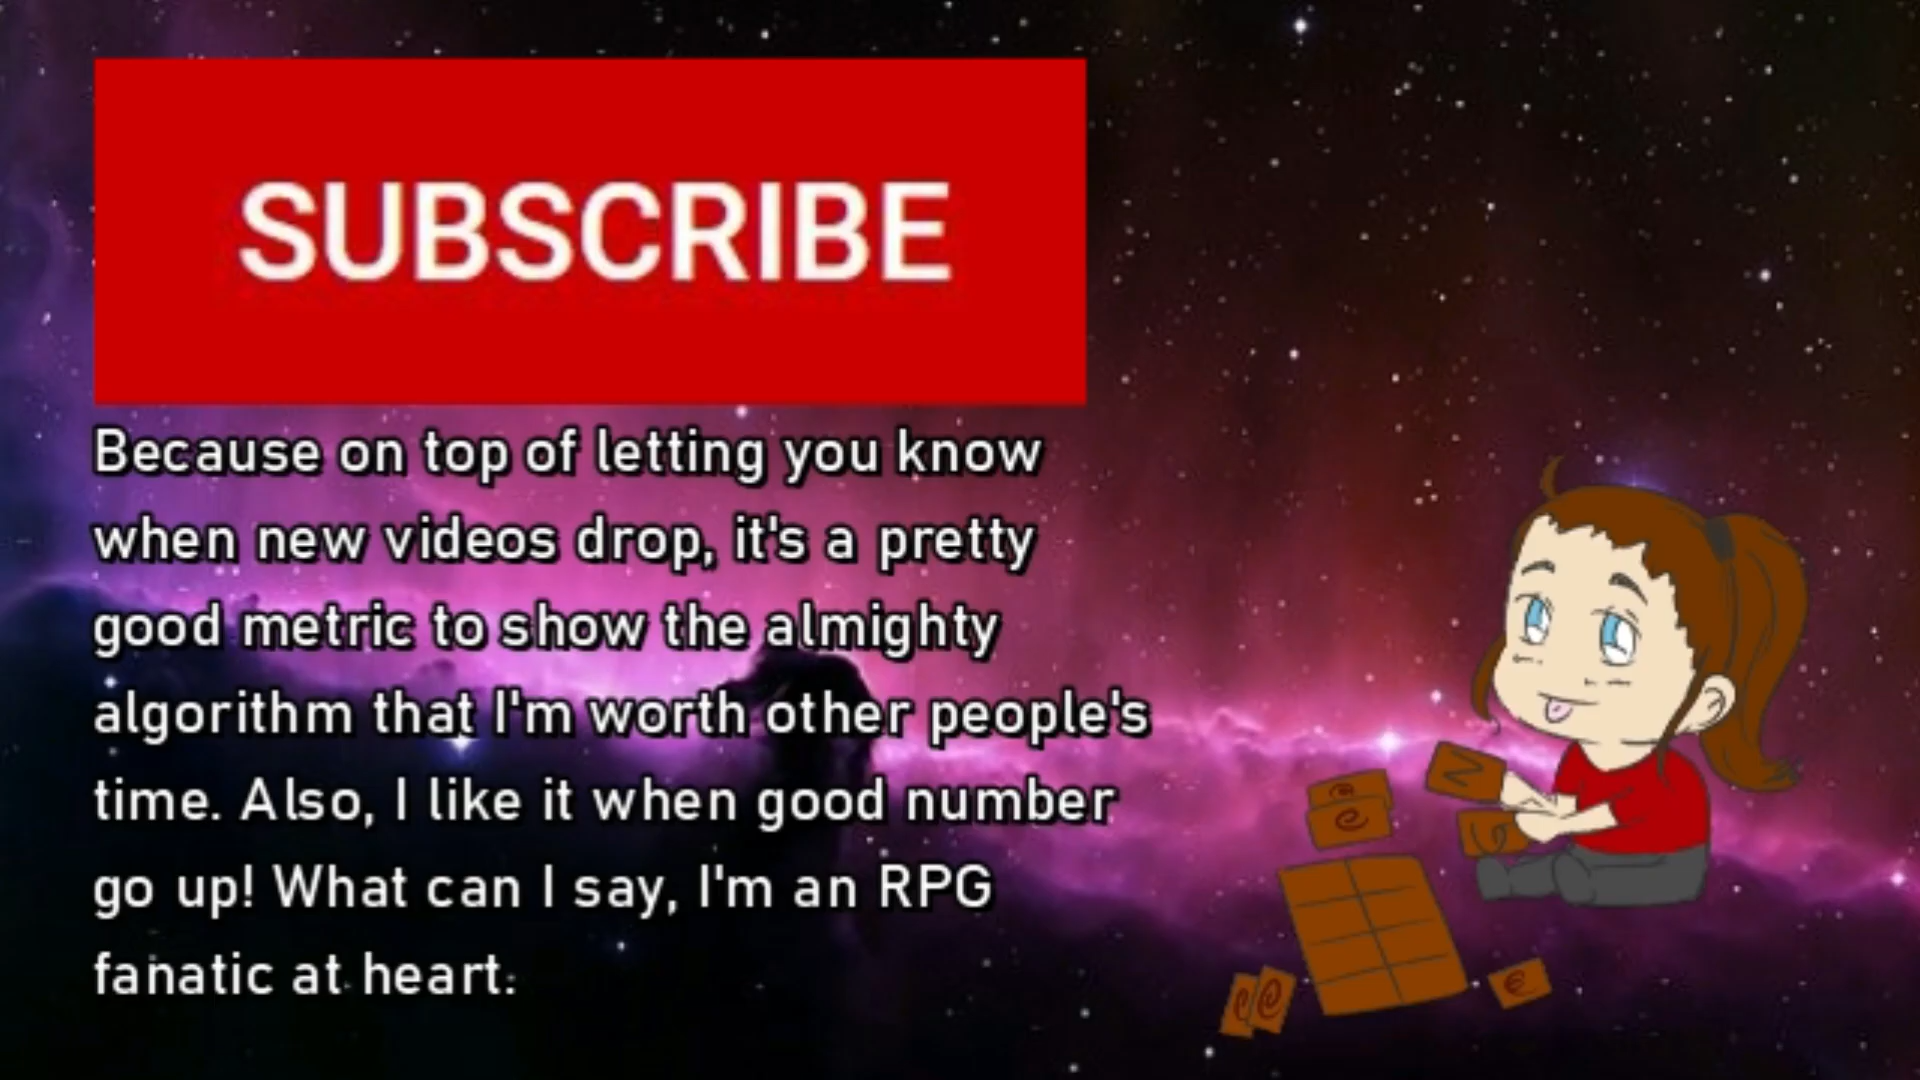 SUBSCRIBE
Because on top of letting you know
when new videos drop, it's a pretty
good metric to show the almighty
algorithm that I'm worth other people's
time. Also, I like it when good number
go up! What can I say, I'm an RPG
fanatic at heart.